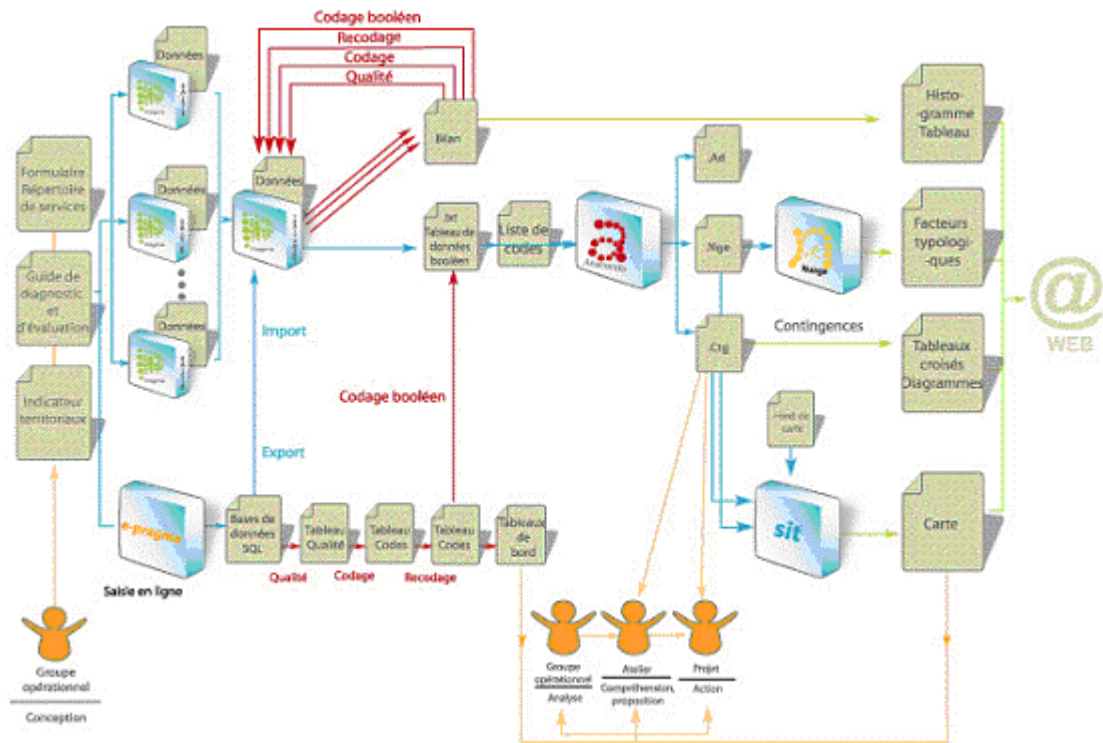 Codage booléen
Recodage
Codage
Qualité
Données
Formulaire
Répertoire
de services
Guide de
diagnostic
et
d'évaluation
Indicateur
territoriaux
Données
Données
Données
Bilan
txt
Tableau de
données
booléen
Liste de
codes
a
.Ad
.Nge
.Ctg
Nuage
Histo-
-gramme
Tableau
Facteurs
typologi-
-ques
Contingences
Tableaux
croisés
Diagrammes
@
WEB
Import
Codage booléen
Export
Fond de
carte
sit
Carte
e-pragma
Saisie en ligne
Bases de
données
SQL
Tableau
Qualité
Tableau
Codes
Tableau
Codes
Tableaux
de
bord
Qualité
Codage
Recodage
Groupe
opérationnel
Conception
Groupe
opérationnel
Analyse
Atelier
Compréhension,
proposition
Projet
Action